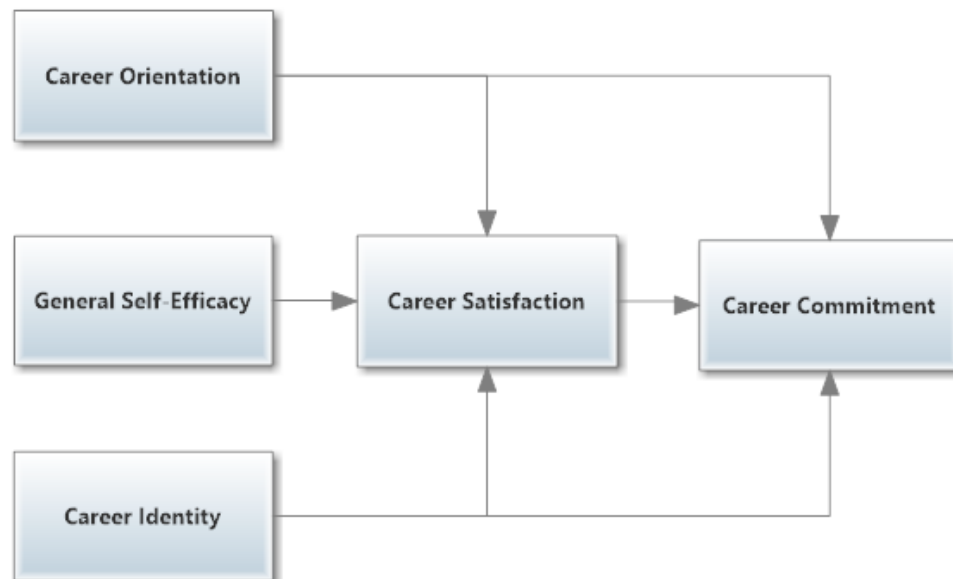 Career Orientation
General Self-Efficacy
Career Satisfaction
Career Commitment
Career Identity